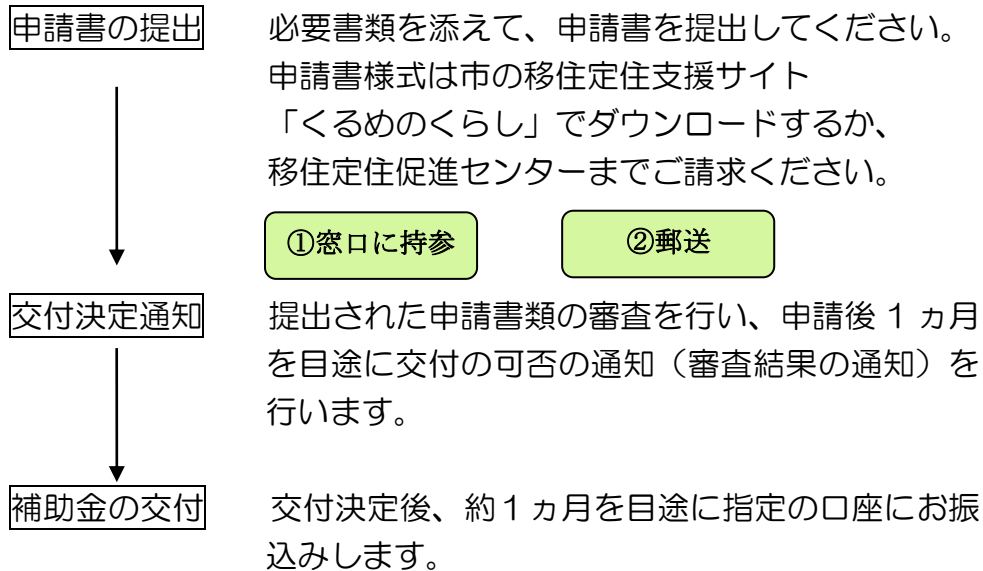 申請書の提出
必要書類を添えて、申請書を提出してください。
申請書様式は市の移住定住支援サイト
「くるめのくらし」でダウンロードするか、
移住定住促進センターまでご請求ください。
①窓口に持参
②郵送
交付決定通知
提出された申請書類の審査を行い、申請後 1 ヵ月
を目途に交付の可否の通知（審査結果の通知）を
行います。
補助金の交付
交付決定後、約1ヵ月を目途に指定の口座にお振
込みします。